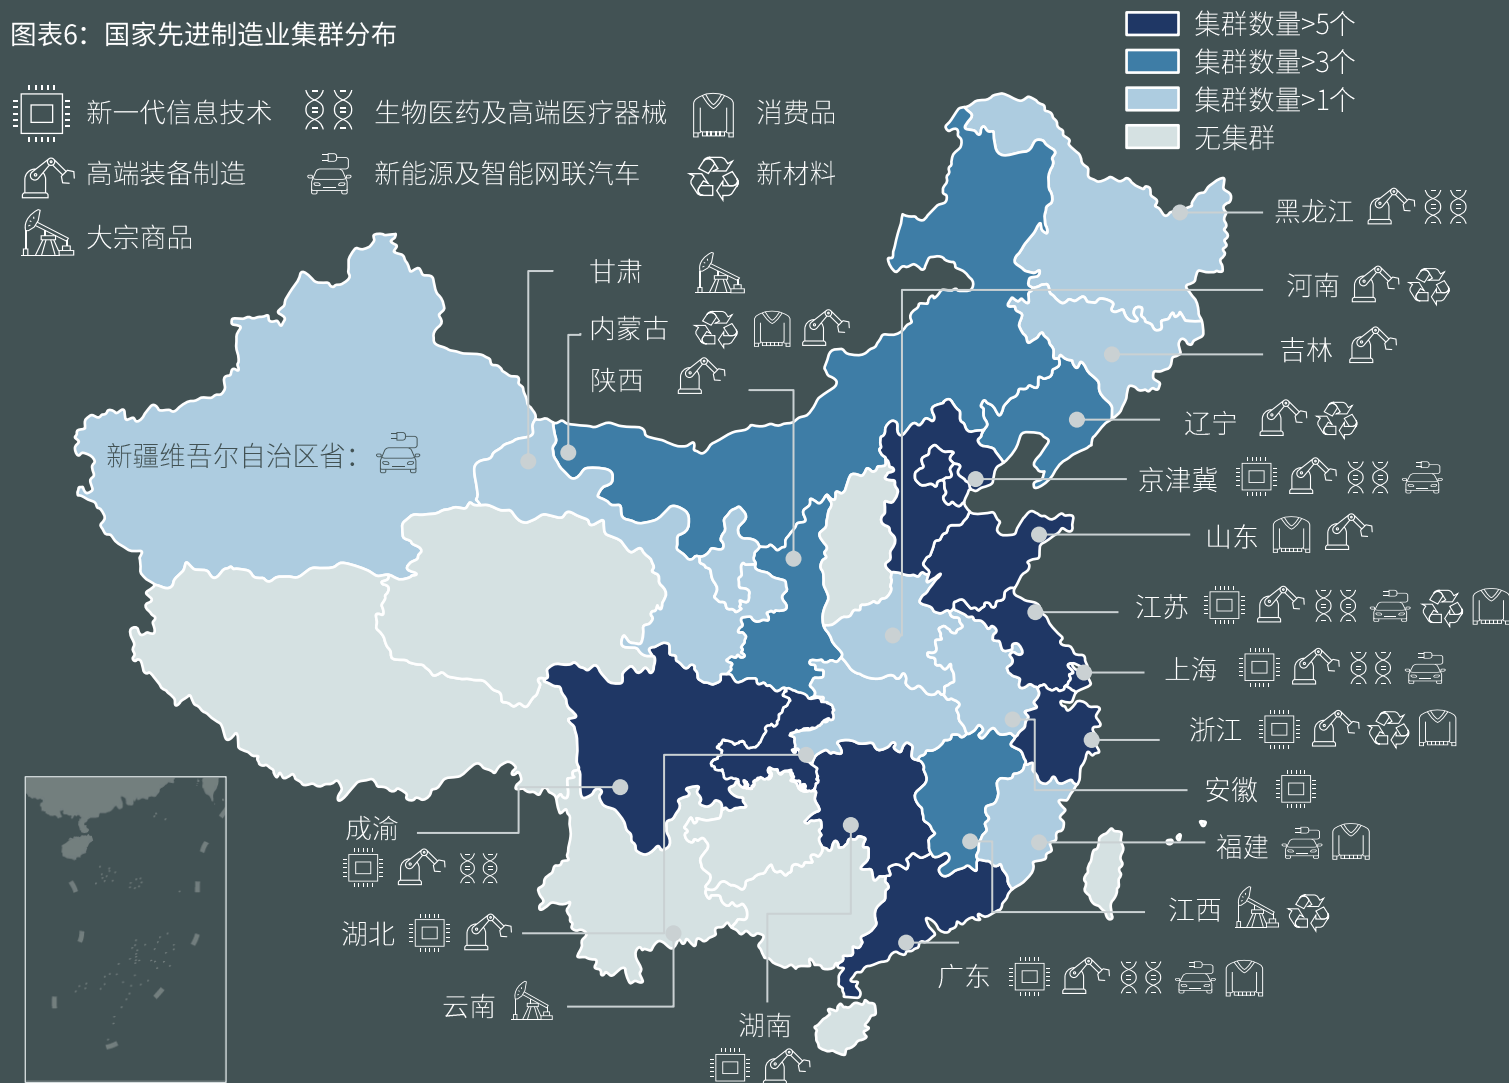 图表6：国家先进制造业集群分布
集群数量>5个
集群数量>3个
集群数量>1个
无集群
新一代信息技术
生物医药及高端医疗器械
消费品
高端装备制造
新能源及智能网联汽车
新材料
大宗商品
黑龙江
甘肃
河南
内蒙古
吉林
陕西
辽宁
新疆维吾尔自治区省：
京津冀
山东
江苏
上海
浙江
安徽
成渝
福建
江西
湖北
广东
云南
湖南